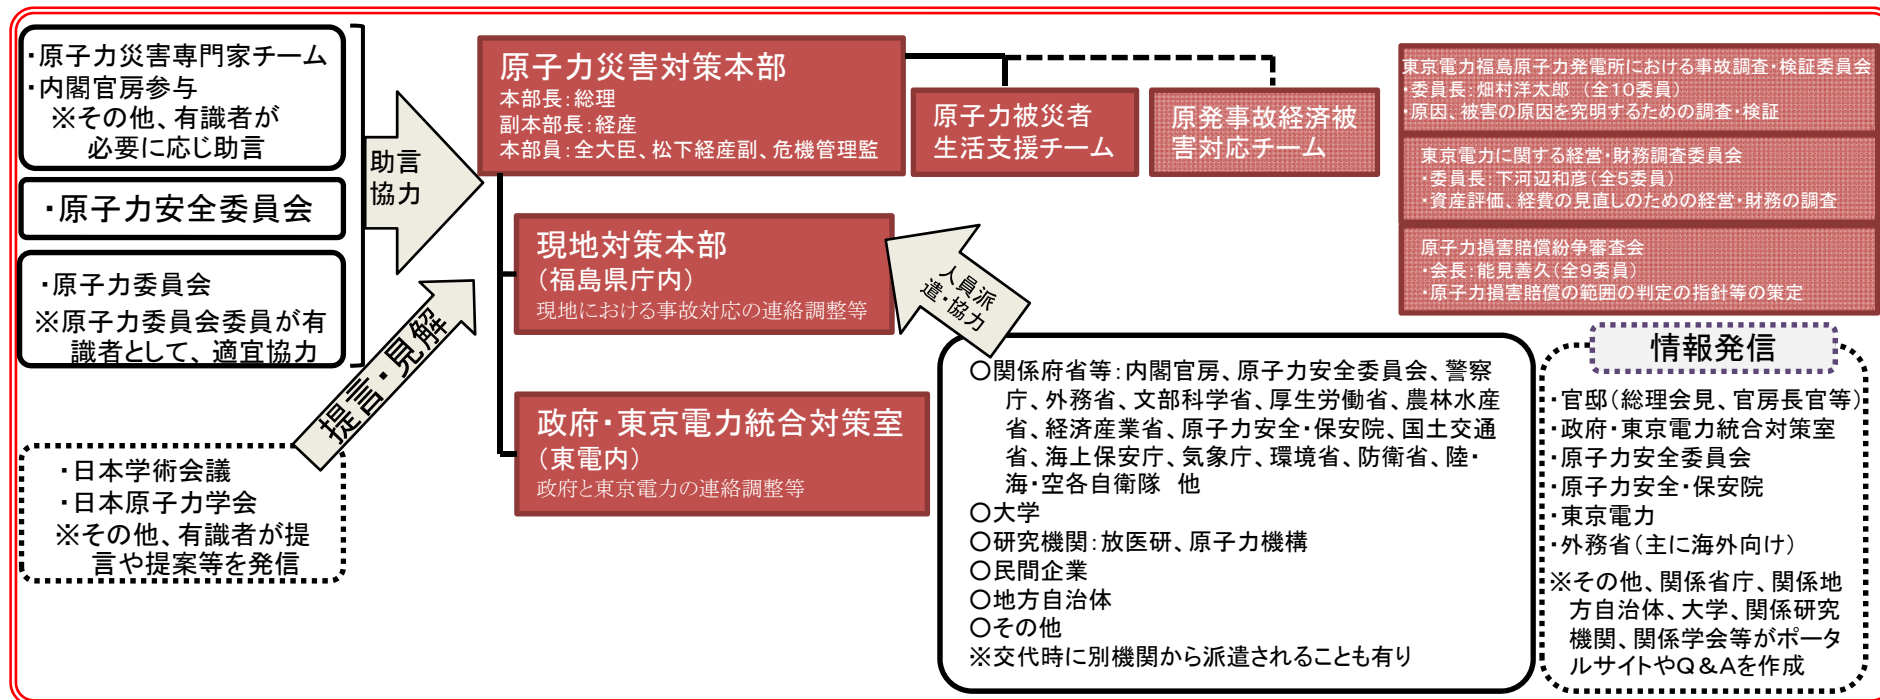 ・原子力災害専門家チーム
・内閣官房参与
※その他、有識者が
必要に応じ助言
・原子力安全委員会
・原子力委員会
※原子力委員会委員が有
識者として、適宜協力
助言
協力
提言・見解
・日本学術会議
・日本原子力学会
※その他、有識者が提
言や提案等を発信
原子力災害対策本部
本部長:総理
副本部長:経産
本部員:全大臣、松下経産副、危機管理監
原子力被災者
生活支援チーム
原発事故経済被
害対応チーム
現地対策本部
(福島県庁内)
現地における事故対応の連絡調整等
政府・東京電力統合対策室
(東電内)
政府と東京電力の連絡調整等
人員派
遣・協力
○関係府省等:内閣官房、原子力安全委員会、警察
庁、外務省、文部科学省、厚生労働省、農林水産
省、経済産業省、原子力安全・保安院、国土交通
省、海上保安庁、気象庁、環境省、防衛省、陸・
海・空各自衛隊 他
○大学
○研究機関:放医研、原子力機構
○民間企業
○地方自治体
○その他
※交代時に別機関から派遣されることも有り
東京電力福島原子力発電所における事故調査・検証委員会
・委員長:畑村洋太郎 (全10委員)
・原因、被害の原因を究明するための調査・検証
東京電力に関する経営・財務調査委員会
・委員長:下河辺和彦(全5委員)
・資産評価、経費の見直しのための経営・財務の調査
原子力損害賠償紛争審査会
・会長:能見善久(全9委員)
・原子力損害賠償の範囲の判定の指針等の策定
情報発信
・官邸(総理会見、官房長官等)
・政府・東京電力統合対策室
・原子力安全委員会
・原子力安全・保安院
・東京電力
・外務省(主に海外向け)
※その他、関係省庁、関係地
方自治体、大学、関係研究
機関、関係学会等がポータ
ルサイトやQ&Aを作成